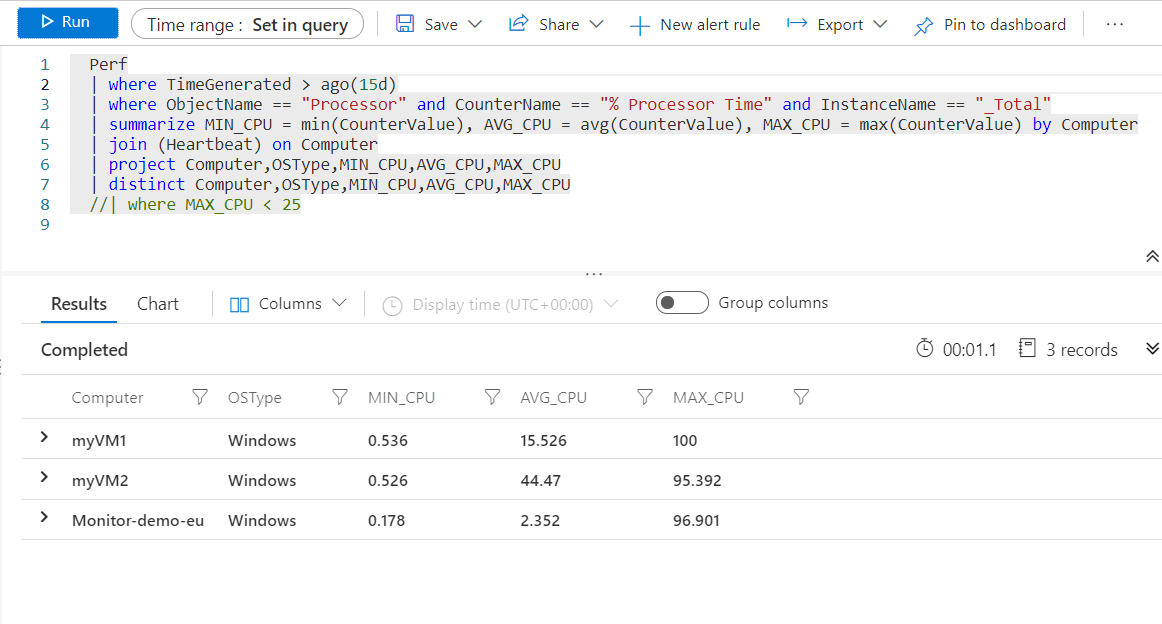 Run Time range : Set in query Save Share New alert rule Export Pin to dashboard ...
1 Perf
2 | where TimeGenerated > ago(15d)
3 | where ObjectName == "Processor" and CounterName == "% Processor Time" and InstanceName == "_Total"
4 | summarize MIN_CPU = min(CounterValue), AVG_CPU = avg(CounterValue), MAX_CPU = max(CounterValue) by Computer
5 | join (Heartbeat) on Computer
6 | project Computer,OSType,MIN_CPU,AVG_CPU,MAX_CPU
7 | distinct Computer,OSType,MIN_CPU,AVG_CPU,MAX_CPU
8 //| where MAX_CPU < 25
9
Results Chart Columns Display time (UTC+00:00) Group columns
Completed 00:01.1 3 records
Computer OSType MIN_CPU AVG_CPU MAX_CPU
myVM1 Windows 0.536 15.526 100
myVM2 Windows 0.526 44.47 95.392
Monitor-demo-eu Windows 0.178 2.352 96.901